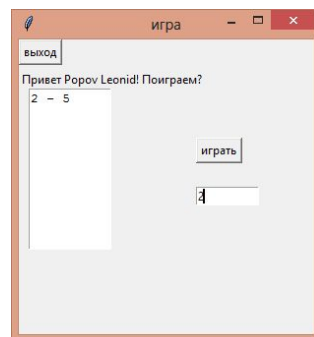 игра
выход
Привет Popov Leonid! Поиграем?
2 – 5
играть
2